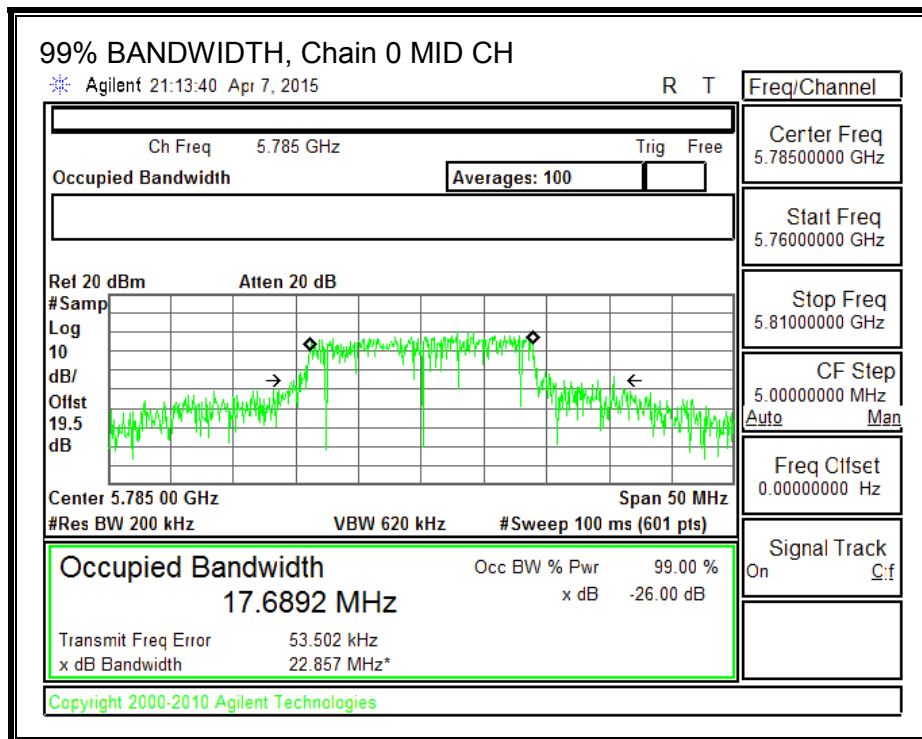 99% BANDWIDTH, Chain 0 MID CH
Agilent 21:13:40 Apr 7, 2015 R T
Freq/Channel
Ch Freq 5.785 GHz Trig Free
Occupied Bandwidth Averages: 100
Center Freq
5.78500000 GHz
Start Freq
5.76000000 GHz
Stop Freq
5.81000000 GHz
CF Step
5.00000000 MHz
Auto Man
Freq Offset
0.00000000 Hz
Signal Track
On Off
Ref 20 dBm Atten 20 dB
#Samp
Log
10
dB/
Offst
19.5
dB
Center 5.785 00 GHz Span 50 MHz
#Res BW 200 kHz VBW 620 kHz #Sweep 100 ms (601 pts)
Occupied Bandwidth Occ BW % Pwr 99.00 %
17.6892 MHz x dB -26.00 dB
Transmit Freq Error 53.502 kHz
x dB Bandwidth 22.857 MHz*
Copyright 2000-2010 Agilent Technologies